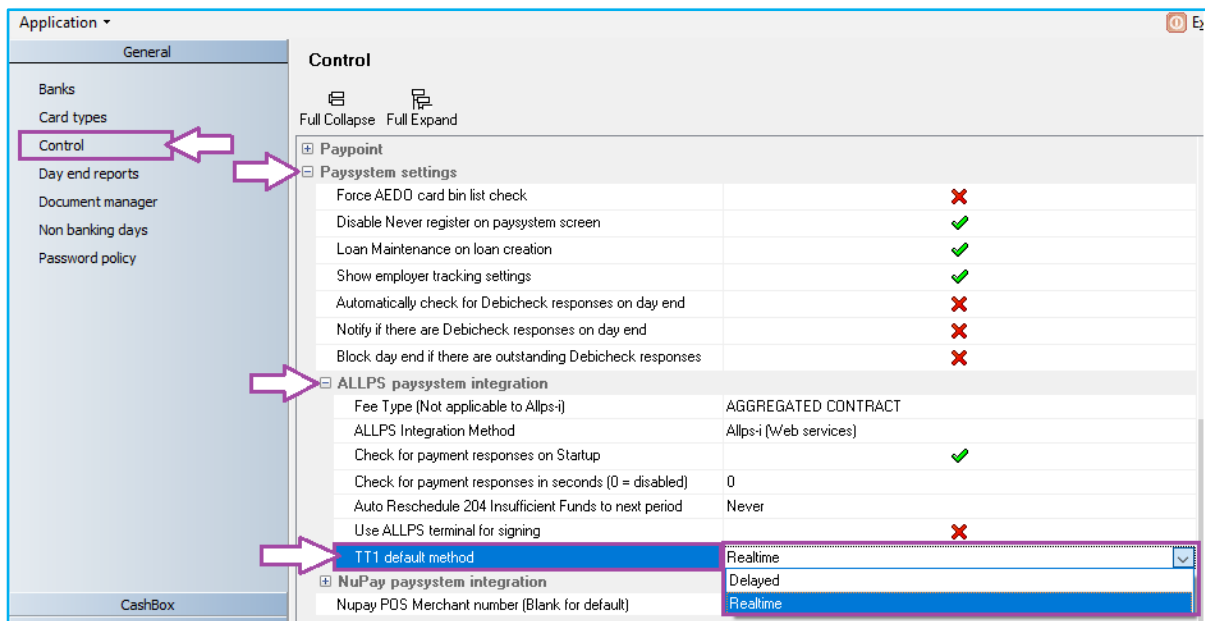 Application
Ex
General
Banks
Card types
Control
Day end reports
Document manager
Non banking days
Password policy
CashBox
Control
Full Collapse Full Expand
Paypoint
Paysystem settings
Force AEDO card bin list check
Disable Never register on paysystem screen
Loan Maintenance on loan creation
Show employer tracking settings
Automatically check for Debicheck responses on day end
Notify if there are Debicheck responses on day end
Block day end if there are outstanding Debicheck responses
ALLPS paysystem integration
Fee Type (Not applicable to Allps-i) AGGREGATED CONTRACT
ALLPS Integration Method Allps-i (Web services)
Check for payment responses on Startup
Check for payment responses in seconds (0 = disabled) 0
Auto Reschedule 204 Insufficient Funds to next period Never
Use ALLPS terminal for signing
TT1 default method Realtime
Delayed
Realtime
NuPay paysystem integration
Nupay POS Merchant number (Blank for default)